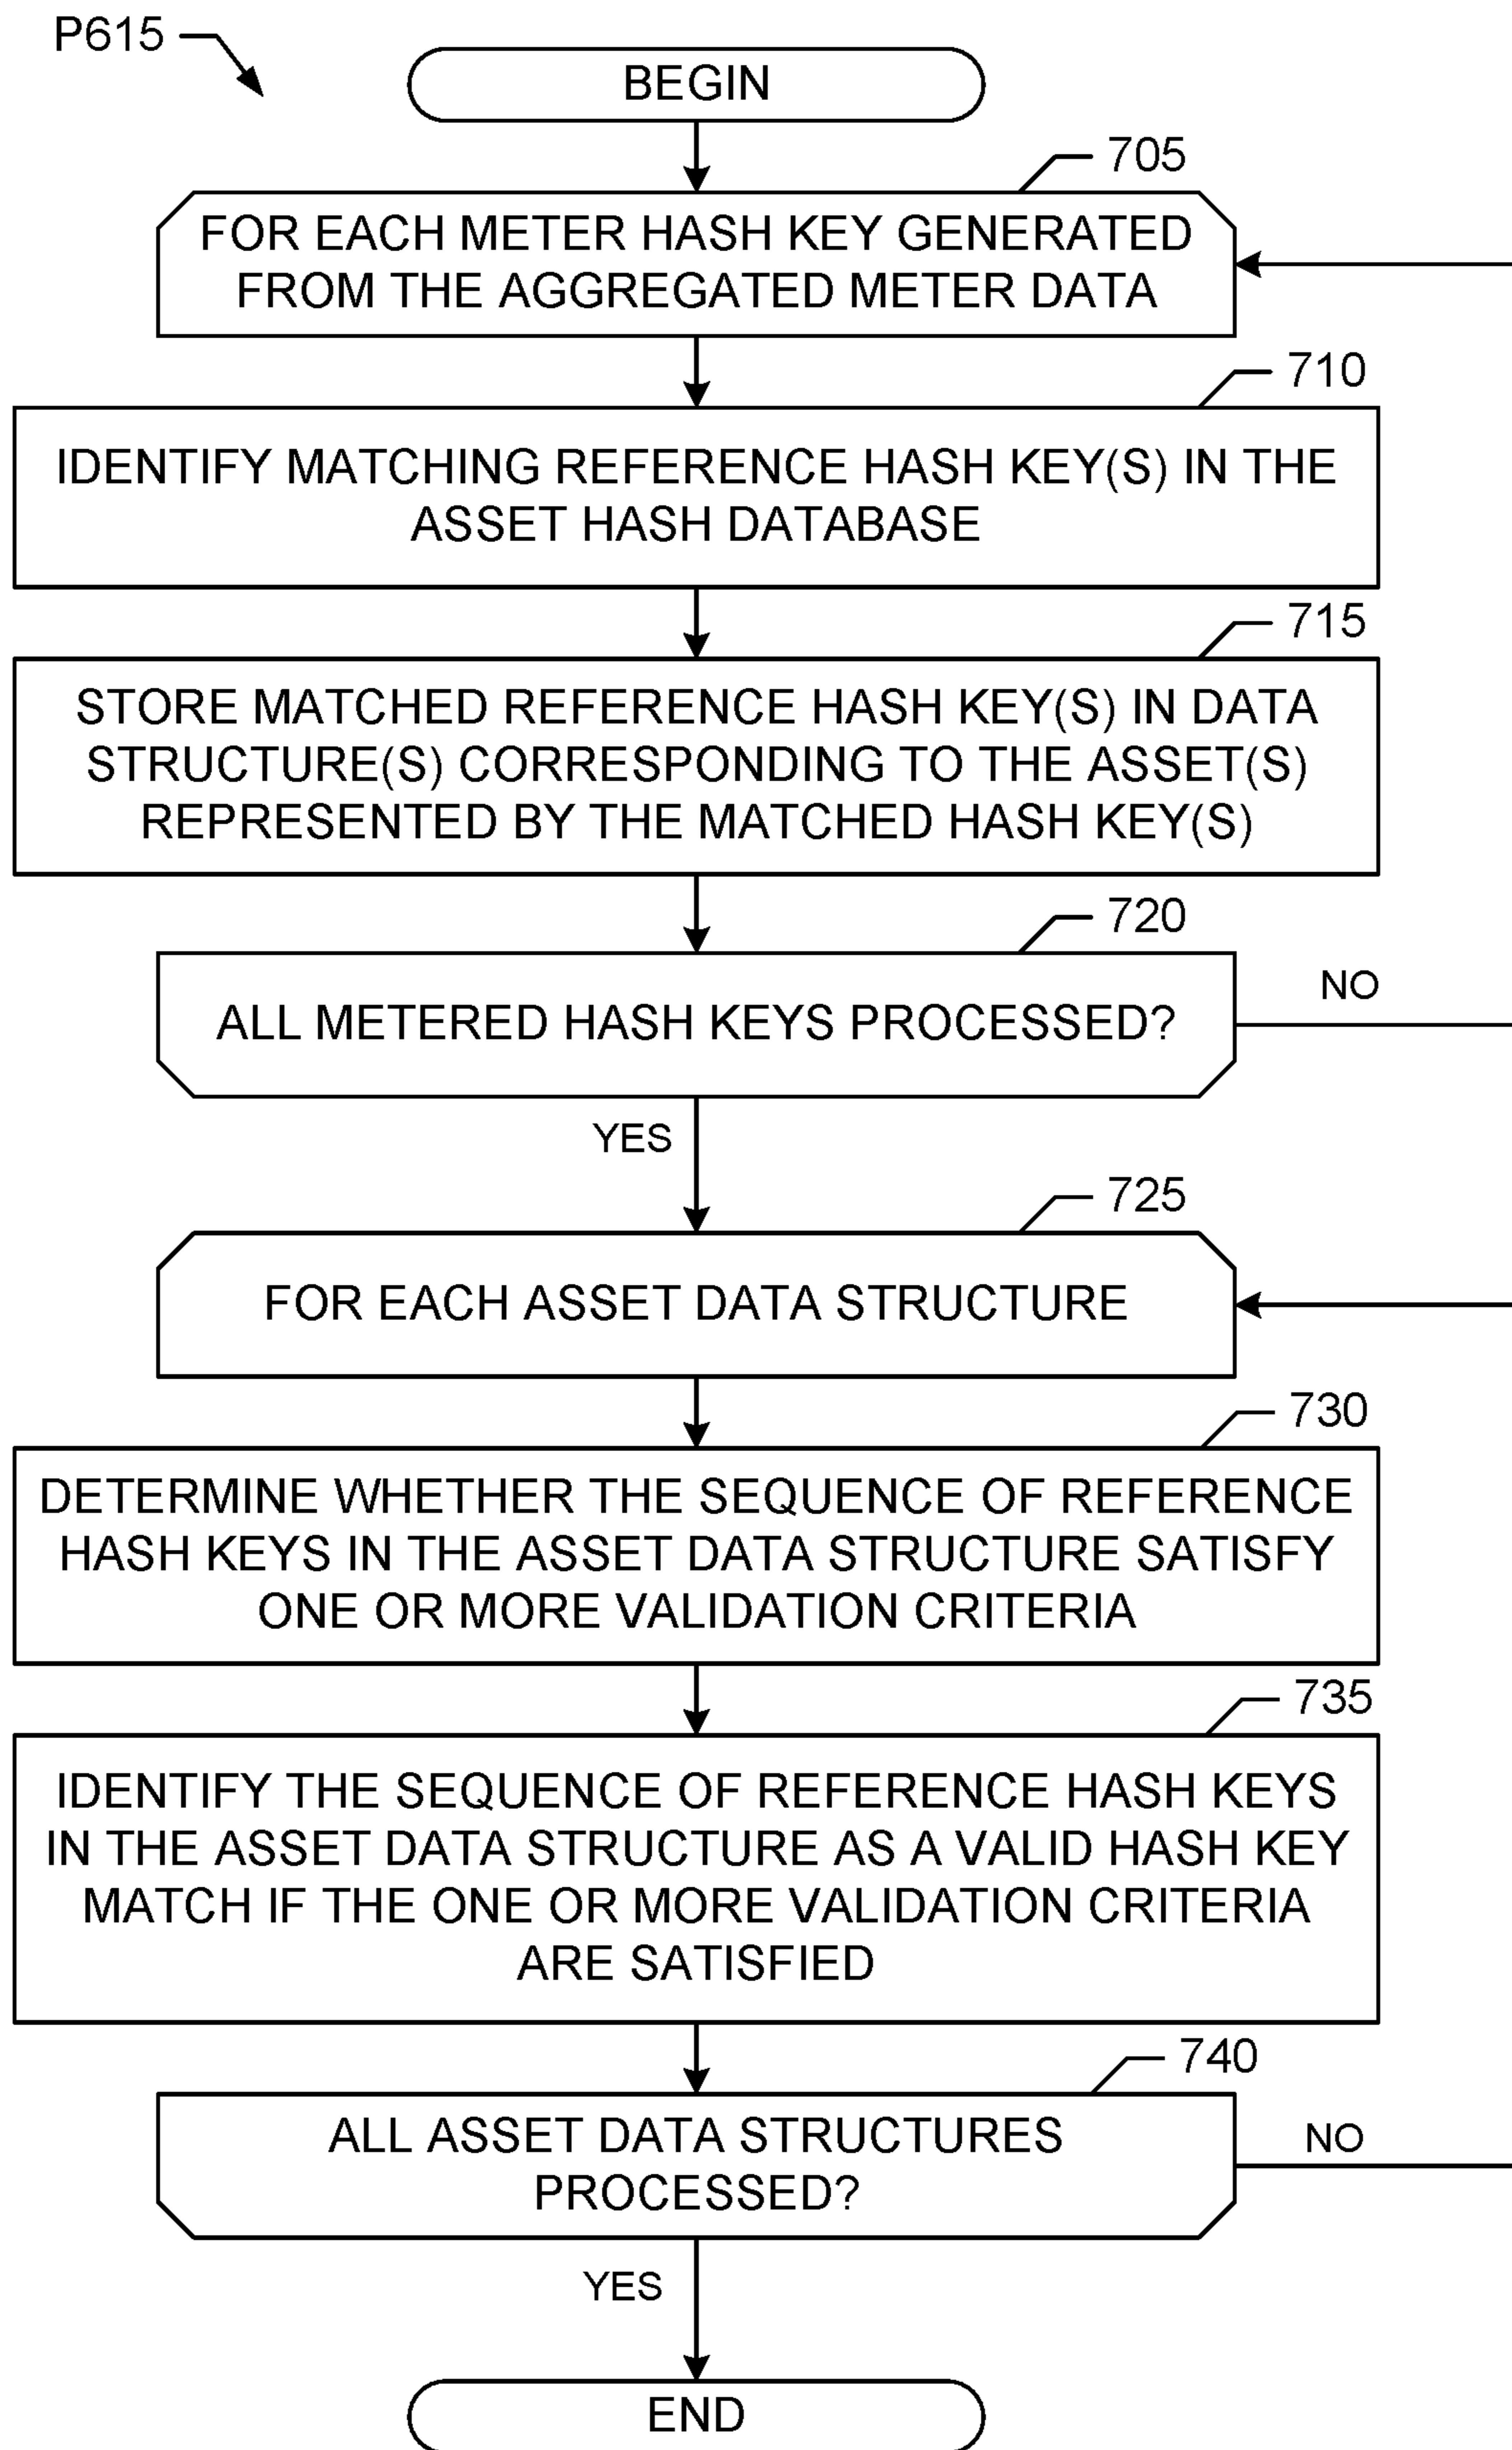 P615
BEGIN
705
FOR EACH METER HASH KEY GENERATED
FROM THE AGGREGATED METER DATA
710
IDENTIFY MATCHING REFERENCE HASH KEY(S) IN THE
ASSET HASH DATABASE
715
STORE MATCHED REFERENCE HASH KEY(S) IN DATA
STRUCTURE(S) CORRESPONDING TO THE ASSET(S)
REPRESENTED BY THE MATCHED HASH KEY(S)
720
ALL METERED HASH KEYS PROCESSED?
NO
YES
725
FOR EACH ASSET DATA STRUCTURE
730
DETERMINE WHETHER THE SEQUENCE OF REFERENCE
HASH KEYS IN THE ASSET DATA STRUCTURE SATISFY
ONE OR MORE VALIDATION CRITERIA
735
IDENTIFY THE SEQUENCE OF REFERENCE HASH KEYS
IN THE ASSET DATA STRUCTURE AS A VALID HASH KEY
MATCH IF THE ONE OR MORE VALIDATION CRITERIA
ARE SATISFIED
740
ALL ASSET DATA STRUCTURES
PROCESSED?
NO
YES
END